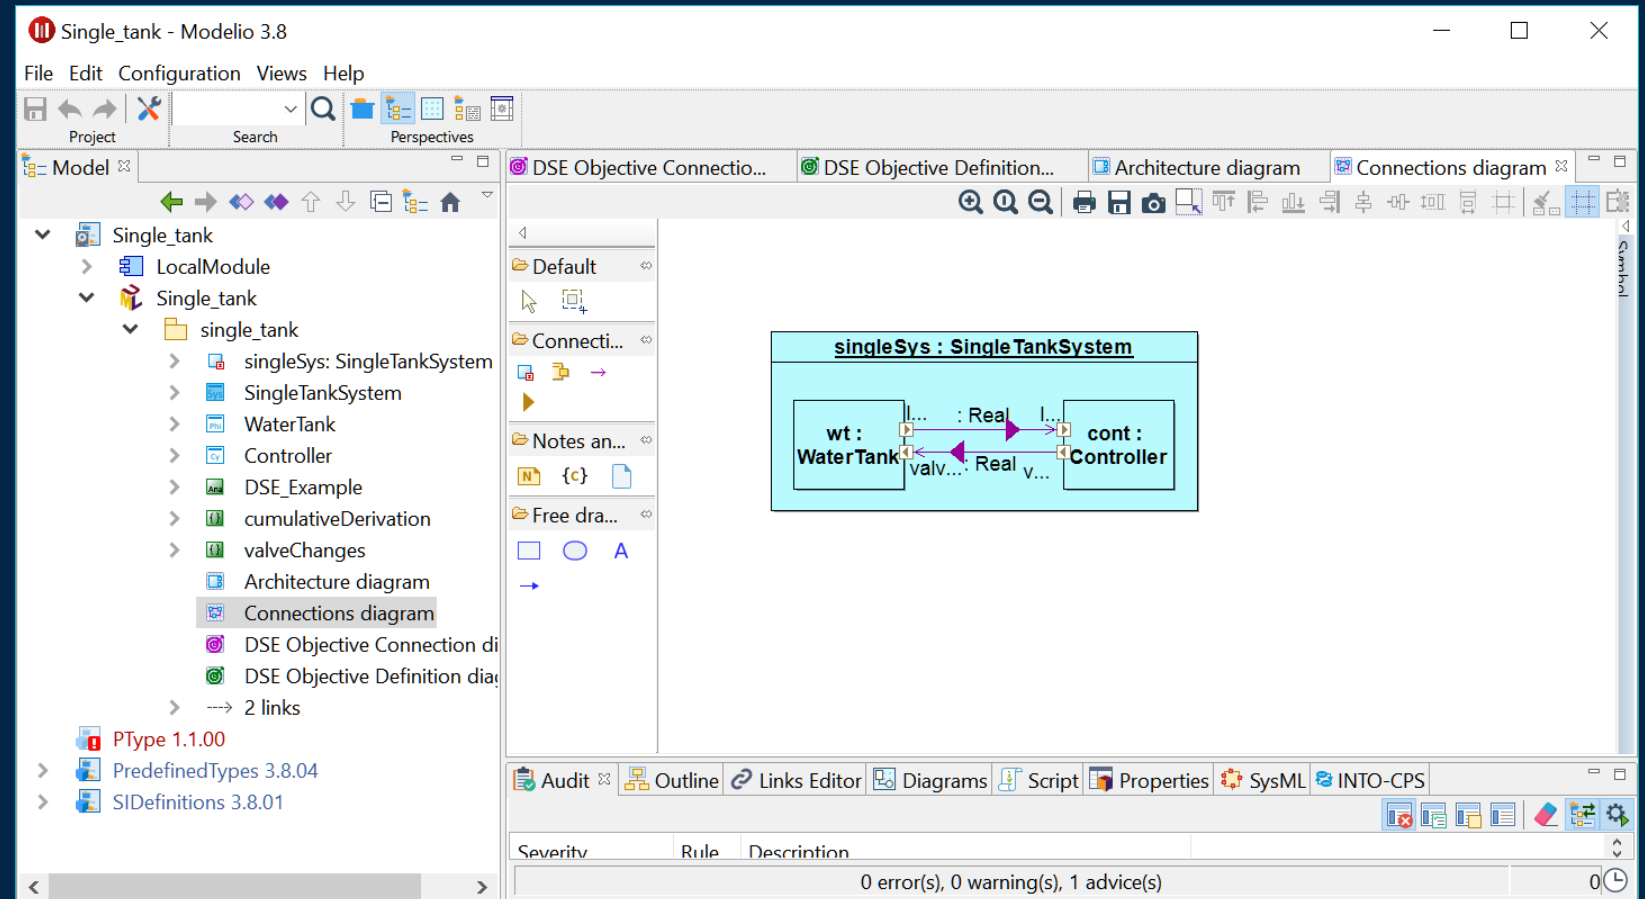 Single_tank - Modelio 3.8
File Edit Configuration Views Help
Project Search Perspectives
Model
DSE Objective Connectio...
DSE Objective Definition...
Architecture diagram
Connections diagram
Single_tank
LocalModule
Single_tank
single_tank
singleSys: SingleTankSystem
SingleTankSystem
WaterTank
Controller
DSE_Example
cumulativeDerivation
valveChanges
Architecture diagram
Connections diagram
DSE Objective Connection di
DSE Objective Definition dia
2 links
PType 1.1.00
PredefinedTypes 3.8.04
SIDefinitions 3.8.01
Default
Connecti...
Notes an...
Free dra...
singleSys : SingleTankSystem
wt :
WaterTank
l... : Real l...
valv... : Real v...
cont :
Controller
Symbol
Audit Outline Links Editor Diagrams Script Properties SysML INTO-CPS
Severity Rule Description
0 error(s), 0 warning(s), 1 advice(s)
0